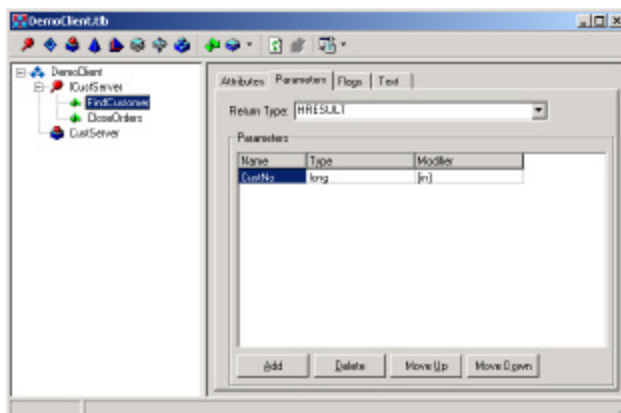 DemoClient.tlb
DemoClient
ICustServer
FindCustomer
CloseOrders
CustServer
Attributes Parameters Flags Text
Return Type: HRESULT
Parameters
Name Type Modifier
CustNo long [in]
Add Delete Move Up Move Down